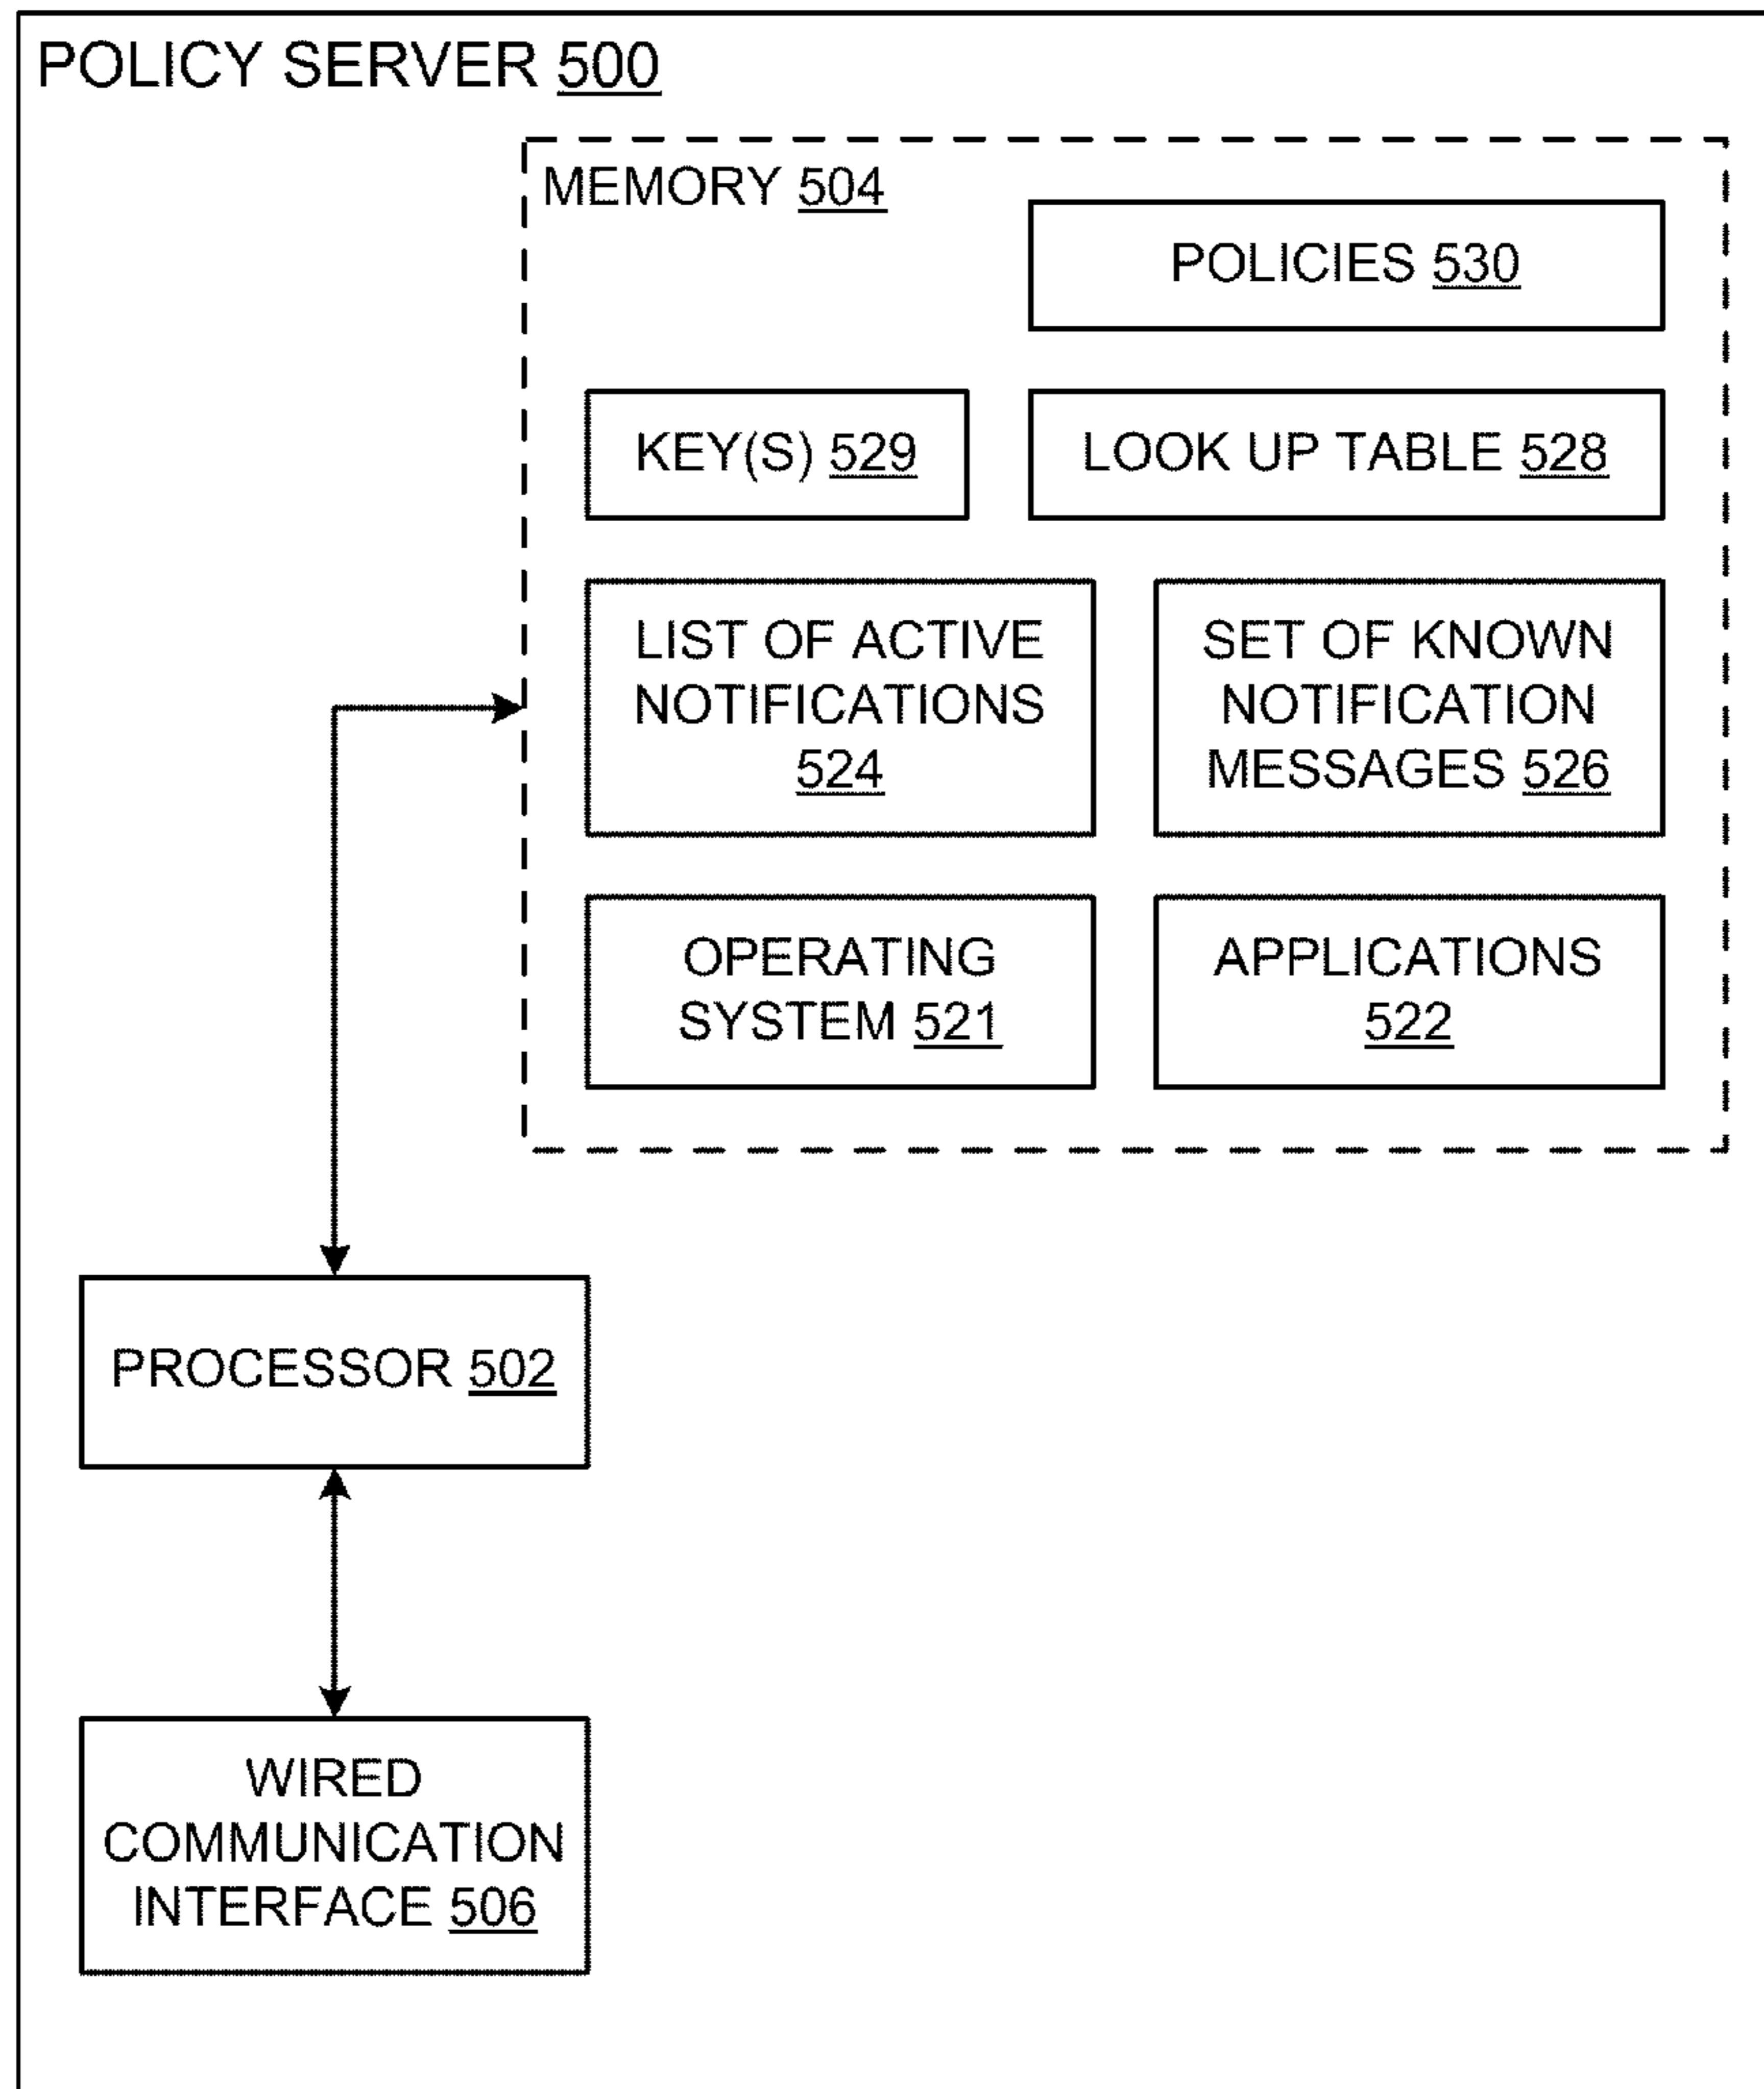 POLICY SERVER 500
MEMORY 504
POLICIES 530
KEY(S) 529
LOOK UP TABLE 528
LIST OF ACTIVE
NOTIFICATIONS
524
SET OF KNOWN
NOTIFICATION
MESSAGES 526
OPERATING
SYSTEM 521
APPLICATIONS
522
PROCESSOR 502
WIRED
COMMUNICATION
INTERFACE 506